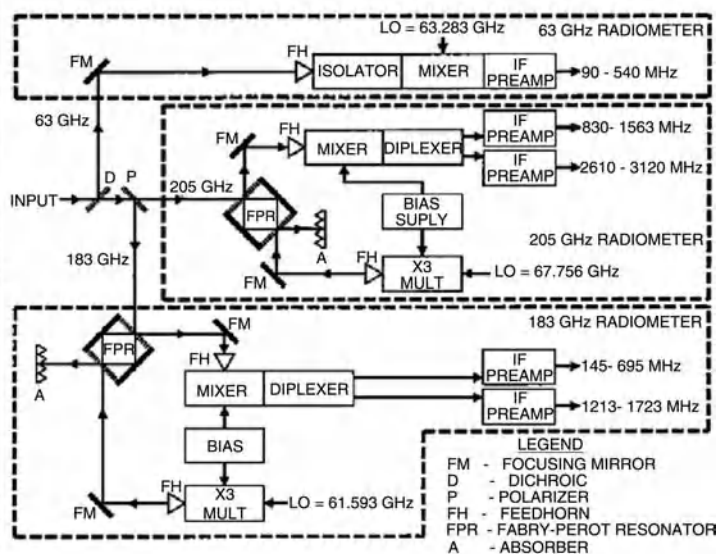 LO = 63.283 GHz
63 GHz RADIOMETER
FM
FH
ISOLATOR
MIXER
IF
PREAMP
90 - 540 MHz
63 GHz
FM
FH
MIXER
DIPLEXER
IF
PREAMP
830- 1563 MHz
IF
PREAMP
2610 - 3120 MHz
D
P
INPUT
205 GHz
FPR
BIAS
SUPLY
A
205 GHz RADIOMETER
183 GHz
FM
FH
X3
MULT
LO = 67.756 GHz
183 GHz RADIOMETER
FM
FPR
A
FH
MIXER
DIPLEXER
IF
PREAMP
145- 695 MHz
IF
PREAMP
1213- 1723 MHz
BIAS
FM
FH
X3
MULT
LO = 61.593 GHz
LEGEND
FM - FOCUSING MIRROR
D - DICHROIC
P - POLARIZER
FH - FEEDHORN
FPR - FABRY-PEROT RESONATOR
A - ABSORBER